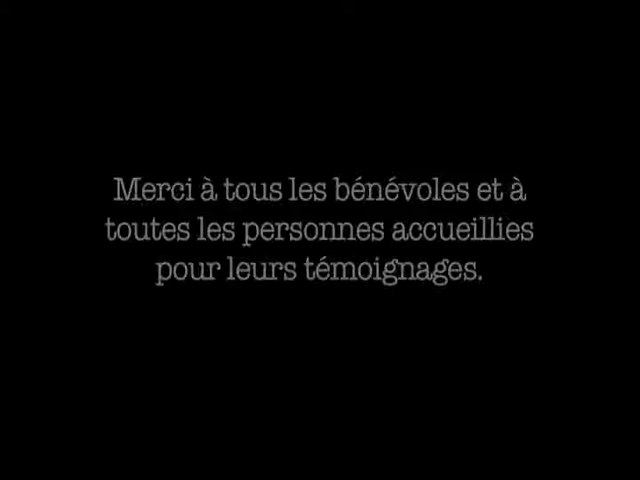 Merci à tous les bénévoles et à
toutes les personnes accueillies
pour leurs témoignages.